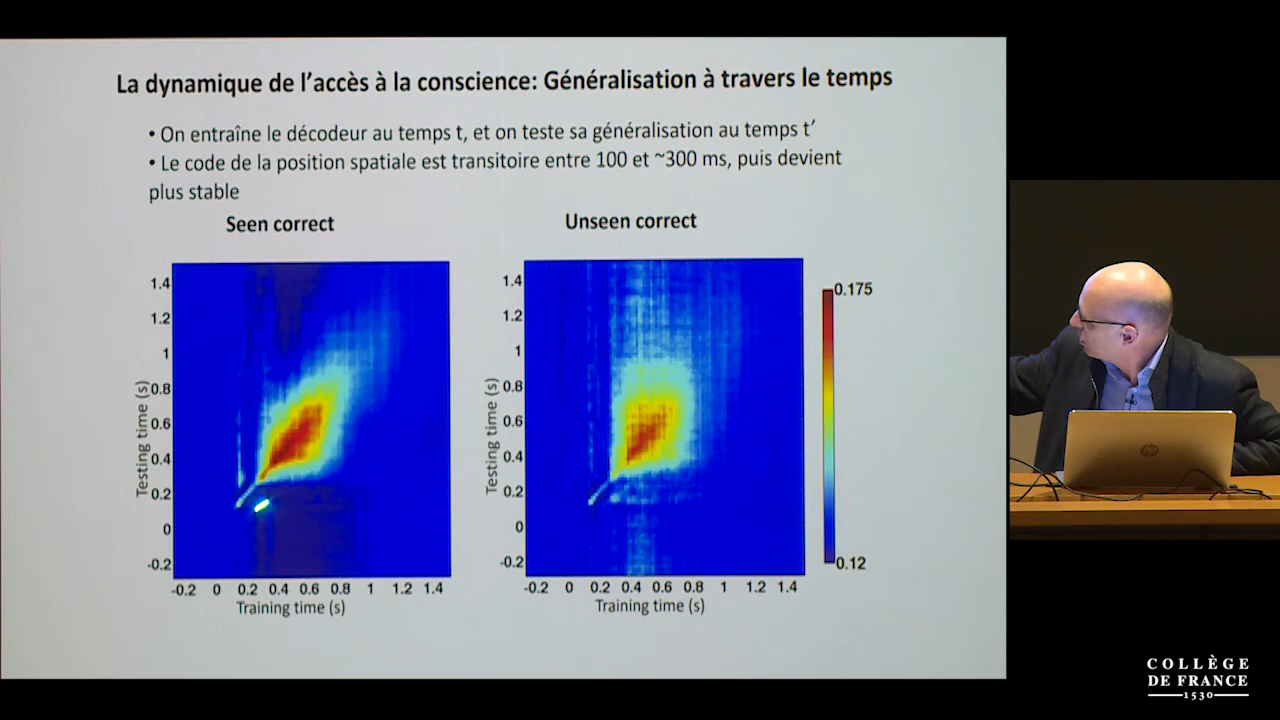 La dynamique de l'accès à la conscience: Généralisation à travers le temps
• On entraîne le décodeur au temps t, et on teste sa généralisation au temps t'
• Le code de la position spatiale est transitoire entre 100 et ~300 ms, puis devient
plus stable
Seen correct
Testing time (s)
1.4
1.2
1
0.8
0.6
0.4
0.2
0
-0.2
-0.2 0 0.2 0.4 0.6 0.8 1 1.2 1.4
Training time (s)
Unseen correct
Testing time (s)
1.4
1.2
1
0.8
0.6
0.4
0.2
0
-0.2
-0.2 0 0.2 0.4 0.6 0.8 1 1.2 1.4
Training time (s)
0.175
0.12
hp
COLLÈGE
DE FRANCE
1530